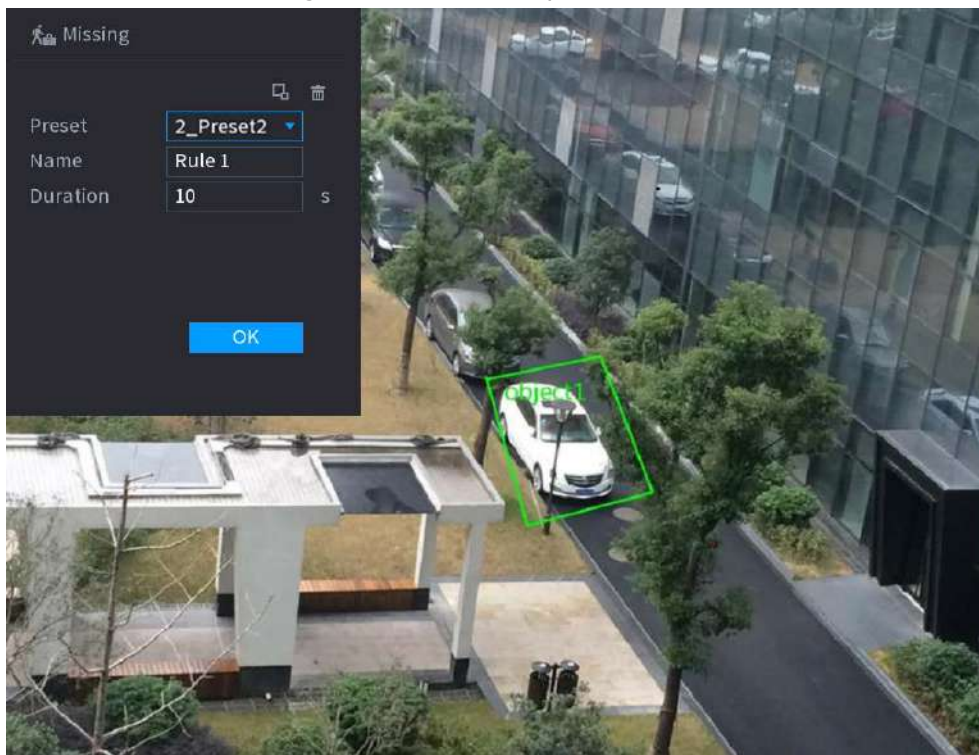 Missing
Preset 2_Preset2
Name Rule 1
Duration 10 s
OK
object1